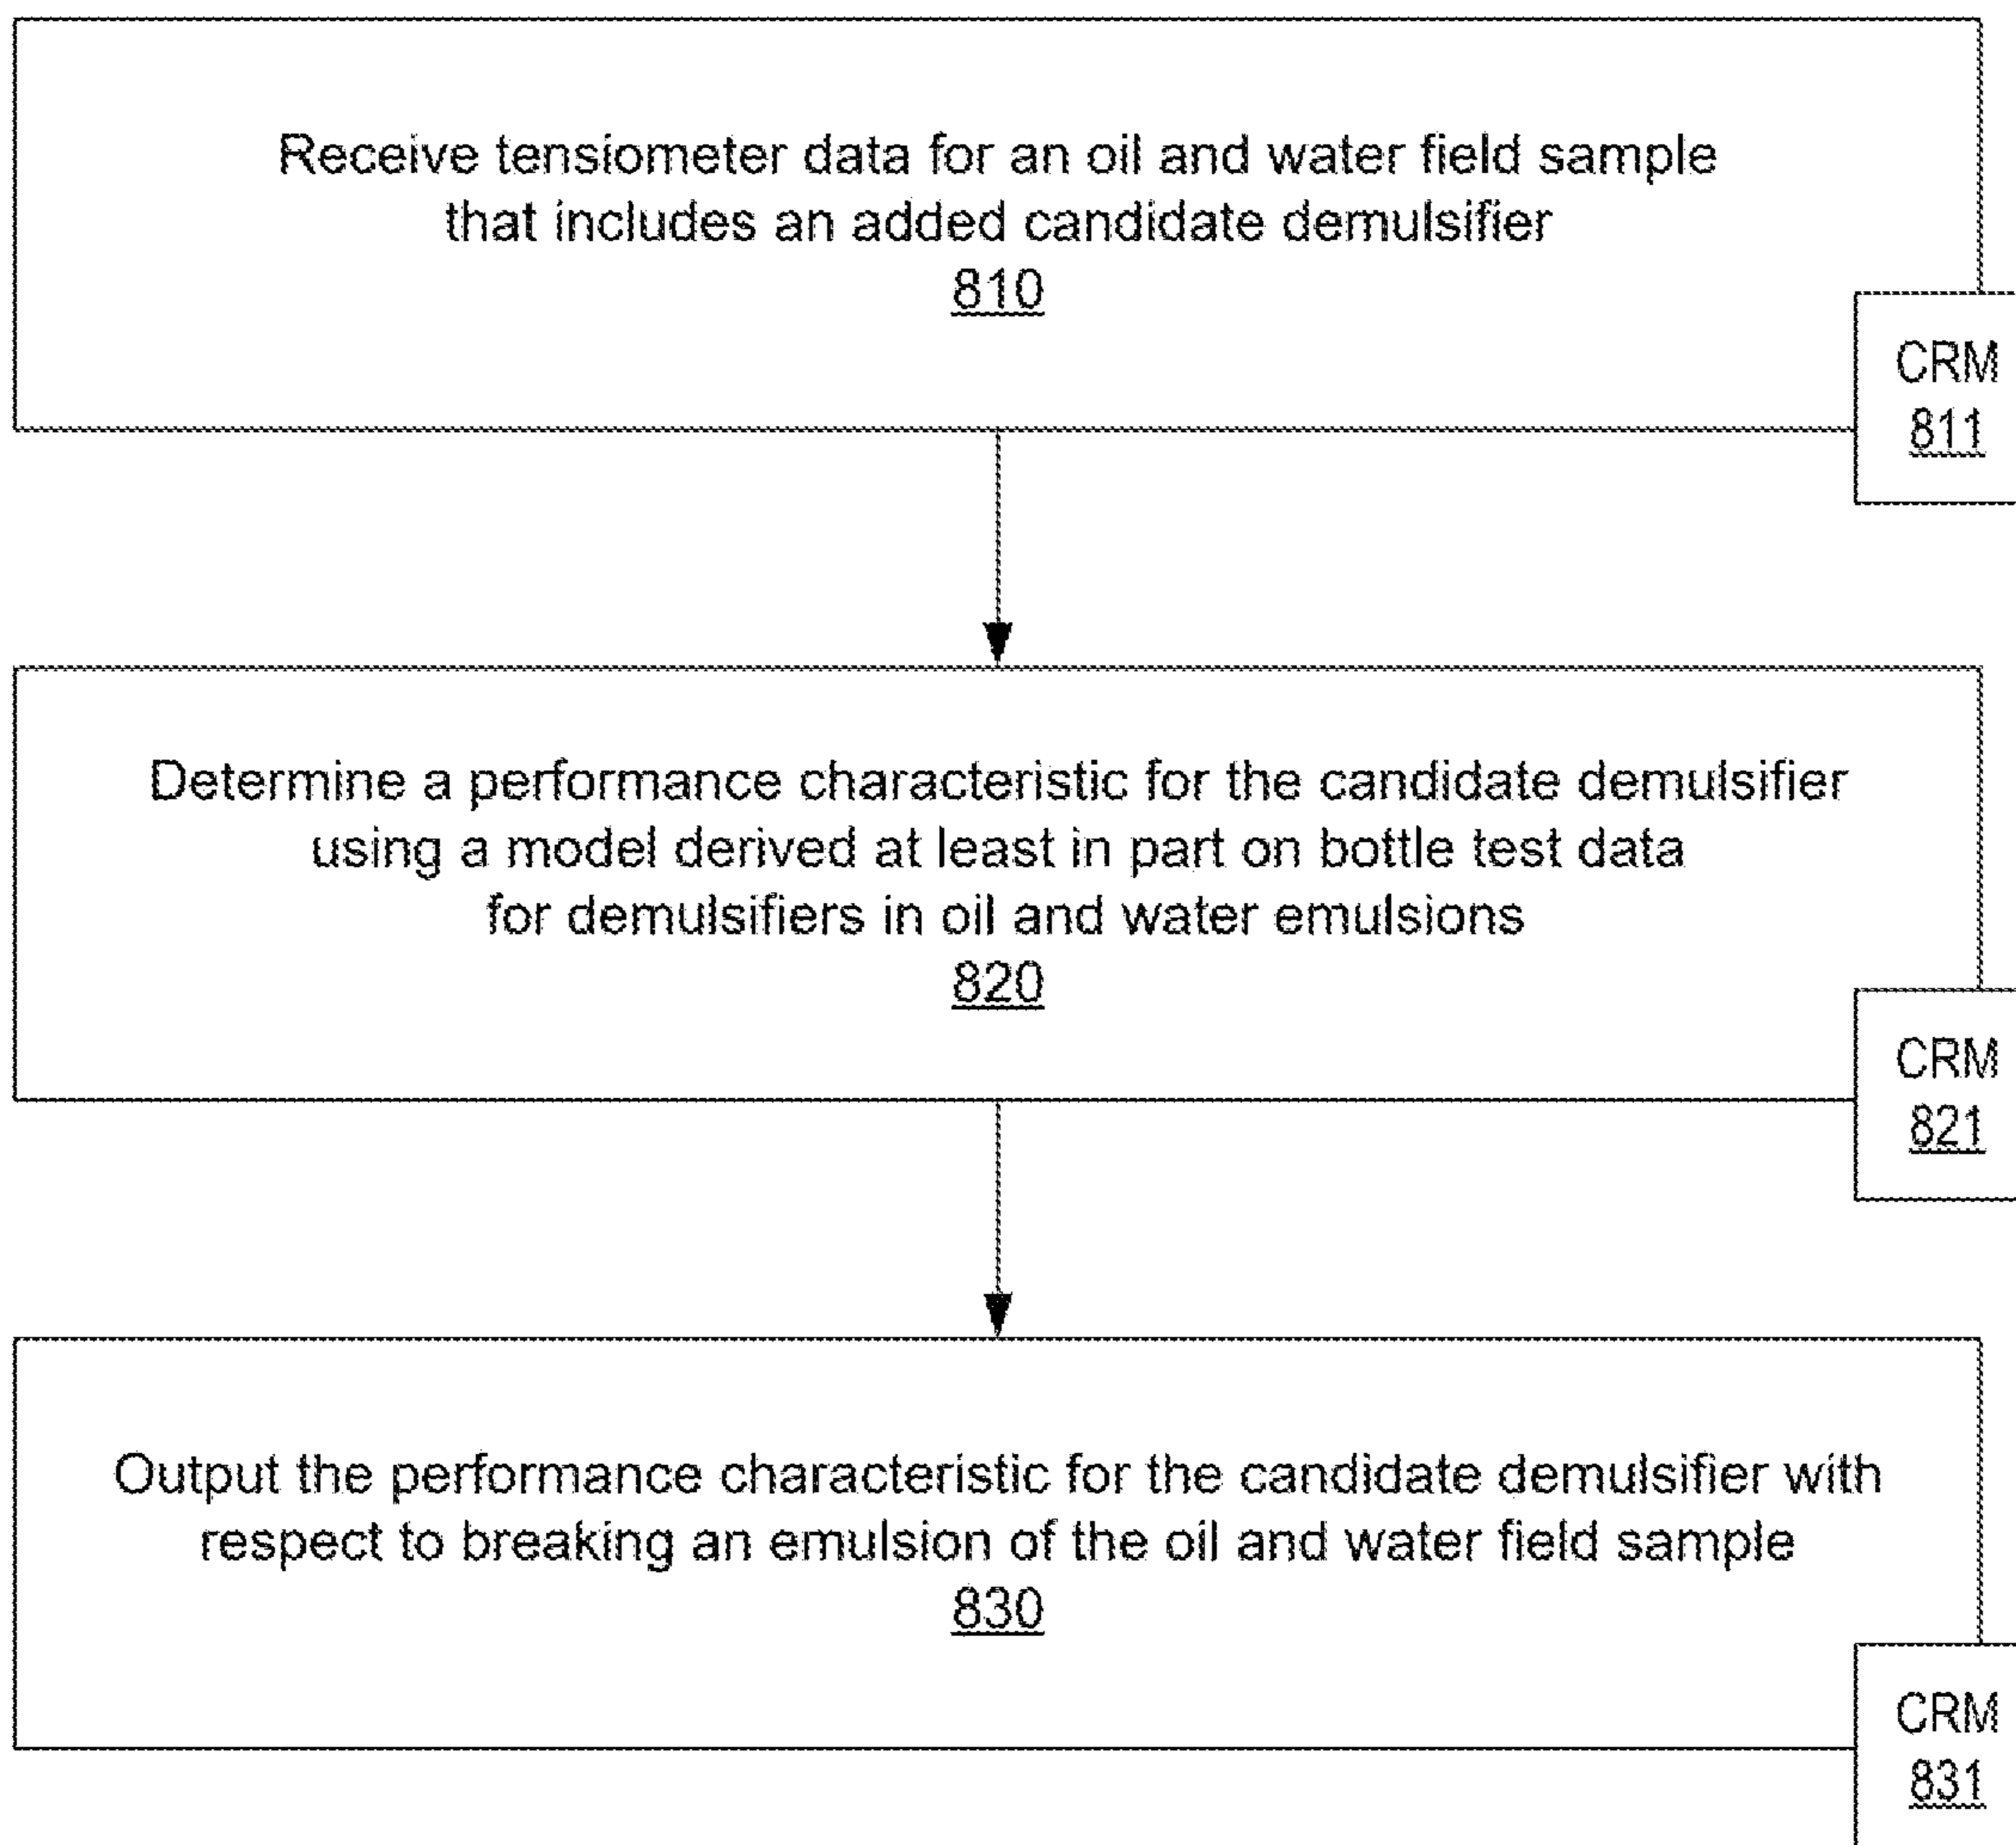 Receive tensiometer data for an oil and water field sample
that includes an added candidate demulsifier
810
CRM
811
Determine a performance characteristic for the candidate demulsifier
using a model derived at least in part on bottle test data
for demulsifiers in oil and water emulsions
820
CRM
821
Output the performance characteristic for the candidate demulsifier with
respect to breaking an emulsion of the oil and water field sample
830
CRM
831